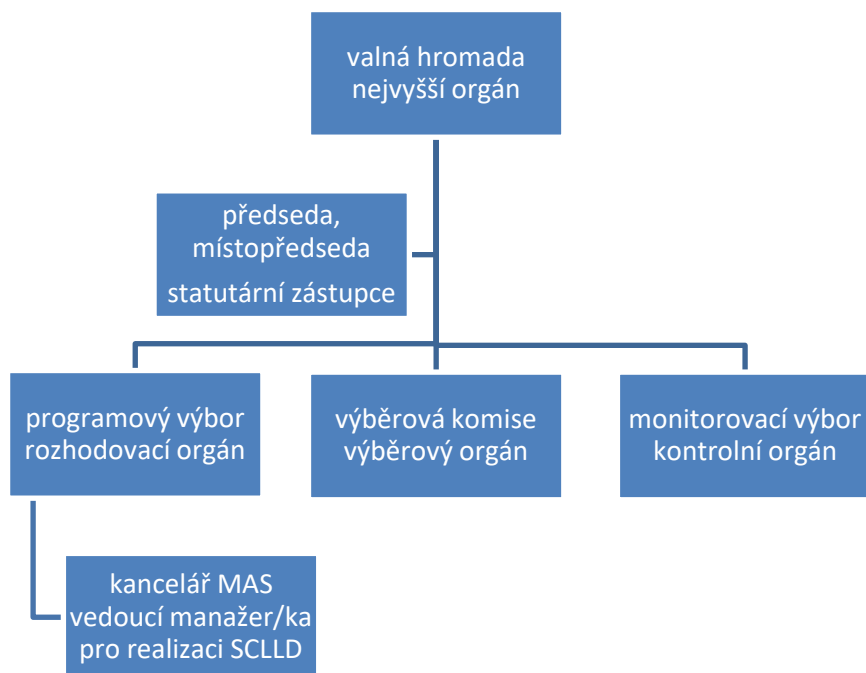 valná hromada
nejvyšší orgán
předseda,
místopředseda
statutární zástupce
programový výbor
rozhodovací orgán
výběrová komise
výběrový orgán
monitorovací výbor
kontrolní orgán
kancelář MAS
vedoucí manažer/ka
pro realizaci SCLLD